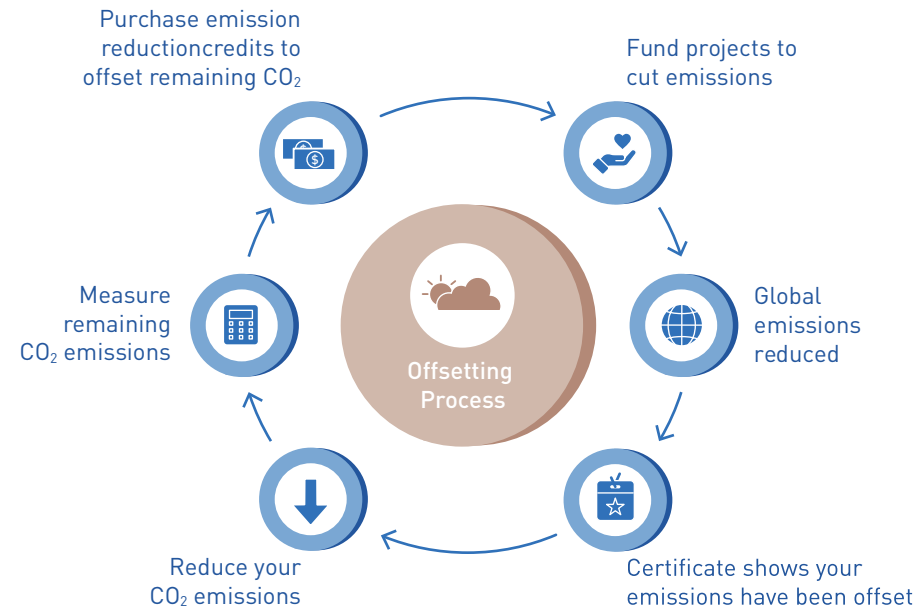 Purchase emission
reductioncredits to
offset remaining CO₂
Fund projects to
cut emissions
Global
emissions
reduced
Certificate shows your
emissions have been offset
Reduce your
CO₂ emissions
Measure
remaining
CO₂ emissions
Offsetting
Process
$